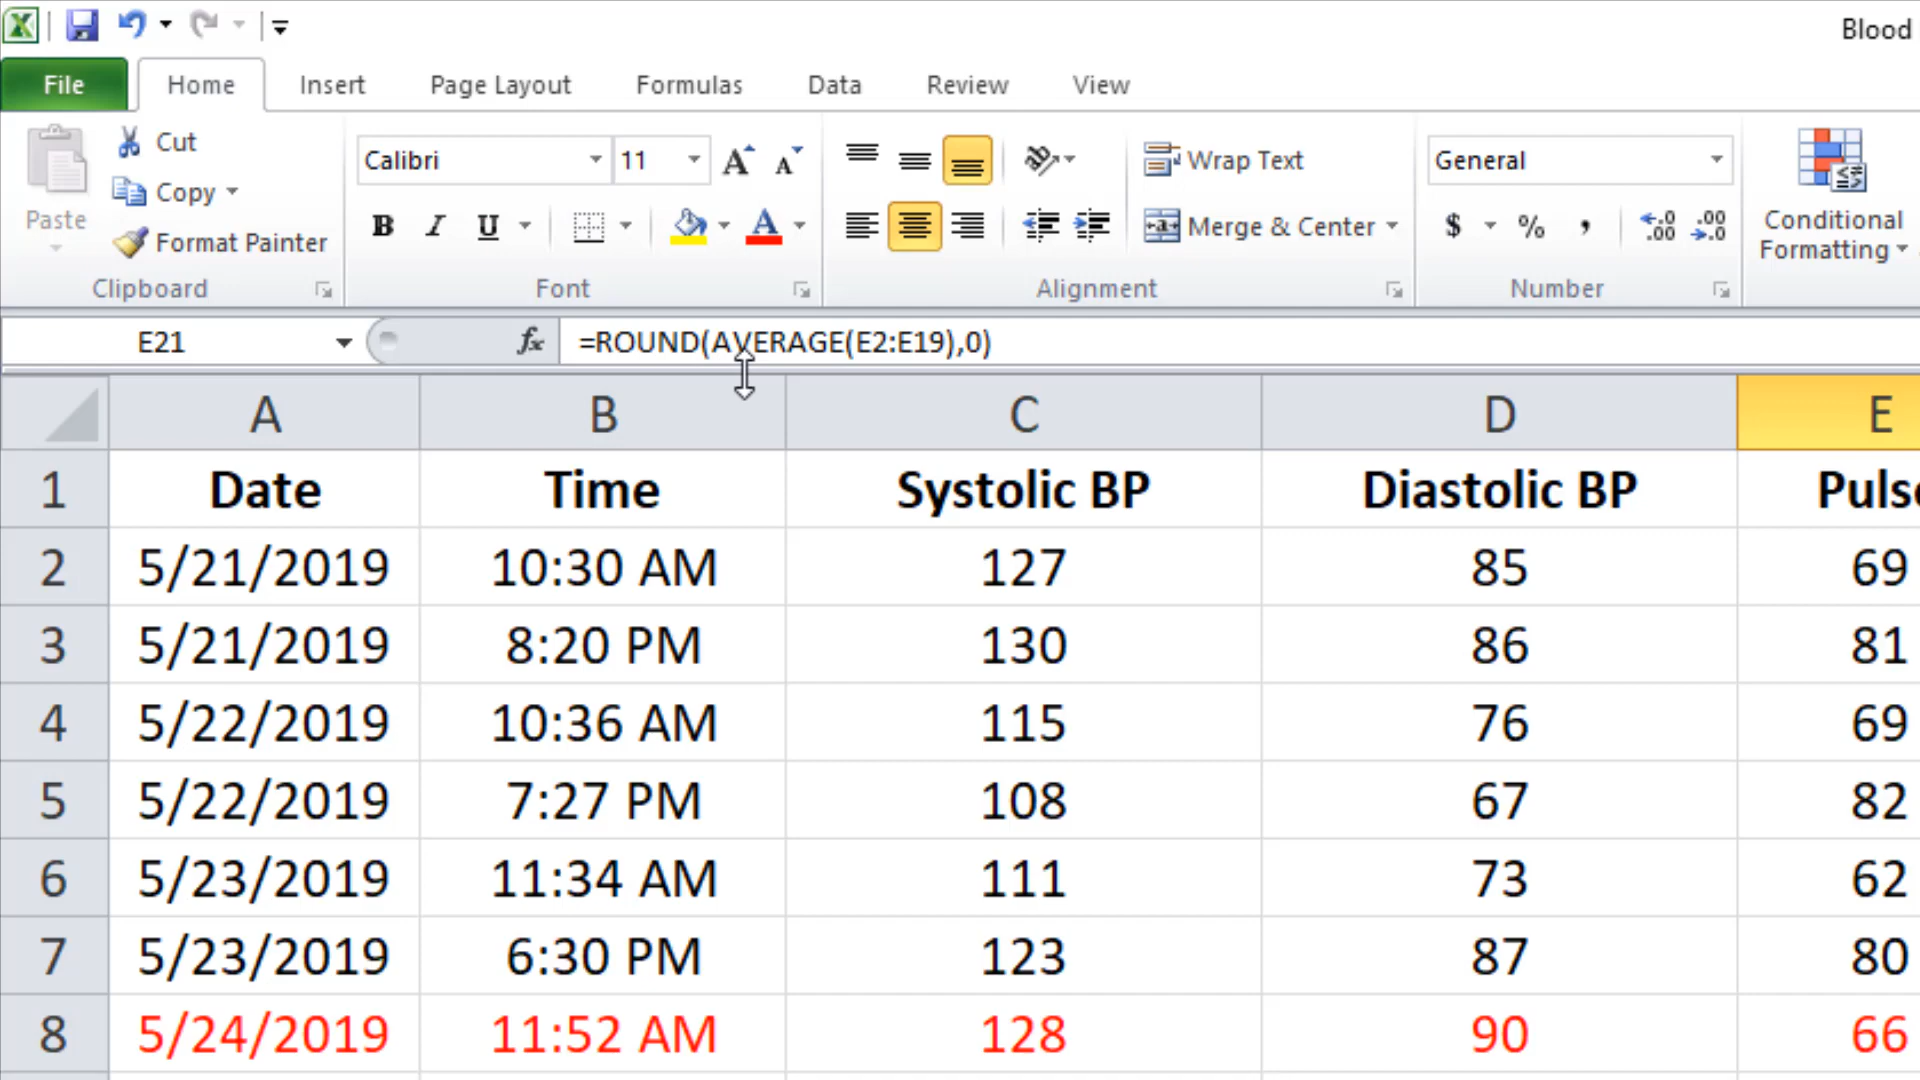 Blood
File Home Insert Page Layout Formulas Data Review View
Paste
Cut
Copy
Format Painter
Clipboard
Calibri 11
B I U
Font
Wrap Text
Merge & Center
Alignment
General
$ % ,
Number
Conditional
Formatting
E21 fx =ROUND(AVERAGE(E2:E19),0)
A B C D E
1 Date Time Systolic BP Diastolic BP Puls
2 5/21/2019 10:30 AM 127 85 69
3 5/21/2019 8:20 PM 130 86 81
4 5/22/2019 10:36 AM 115 76 69
5 5/22/2019 7:27 PM 108 67 82
6 5/23/2019 11:34 AM 111 73 62
7 5/23/2019 6:30 PM 123 87 80
8 5/24/2019 11:52 AM 128 90 66